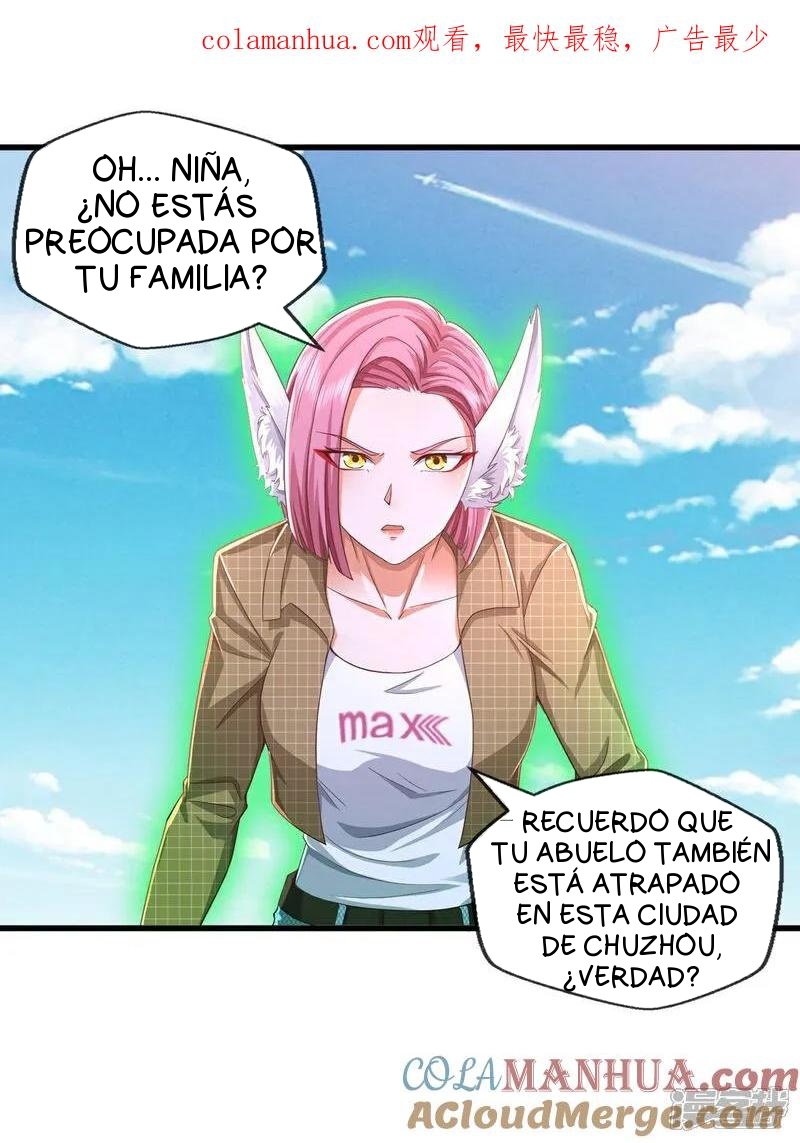 colamanhua.com观看，最快最稳，广告最少
OH... NIÑA,
¿NO ESTÁS
PREOCUPADA POR
TU FAMILIA?
max
RECUERDO QUE
TU ABUELO TAMBIÉN
ESTÁ ATRAPADO
EN ESTA CIUDAD
DE CHUZHOU,
¿VERDAD?
COLAMANHUA.com
ACloudMerge.com